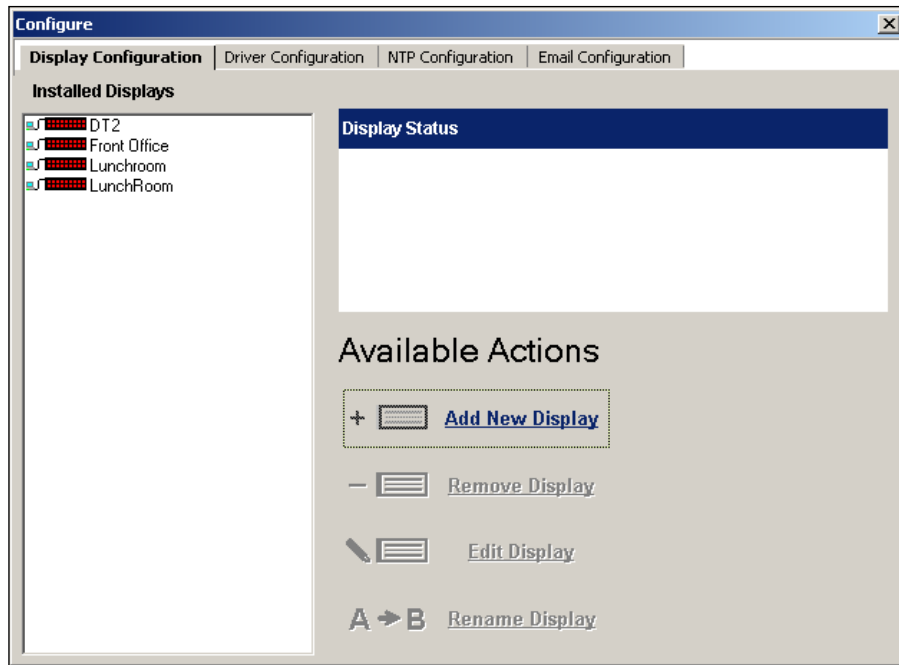 Configure
Display Configuration
Driver Configuration
NTP Configuration
Email Configuration
Installed Displays
DT2
Front Office
Lunchroom
LunchRoom
Display Status
Available Actions
Add New Display
Remove Display
Edit Display
A B Rename Display